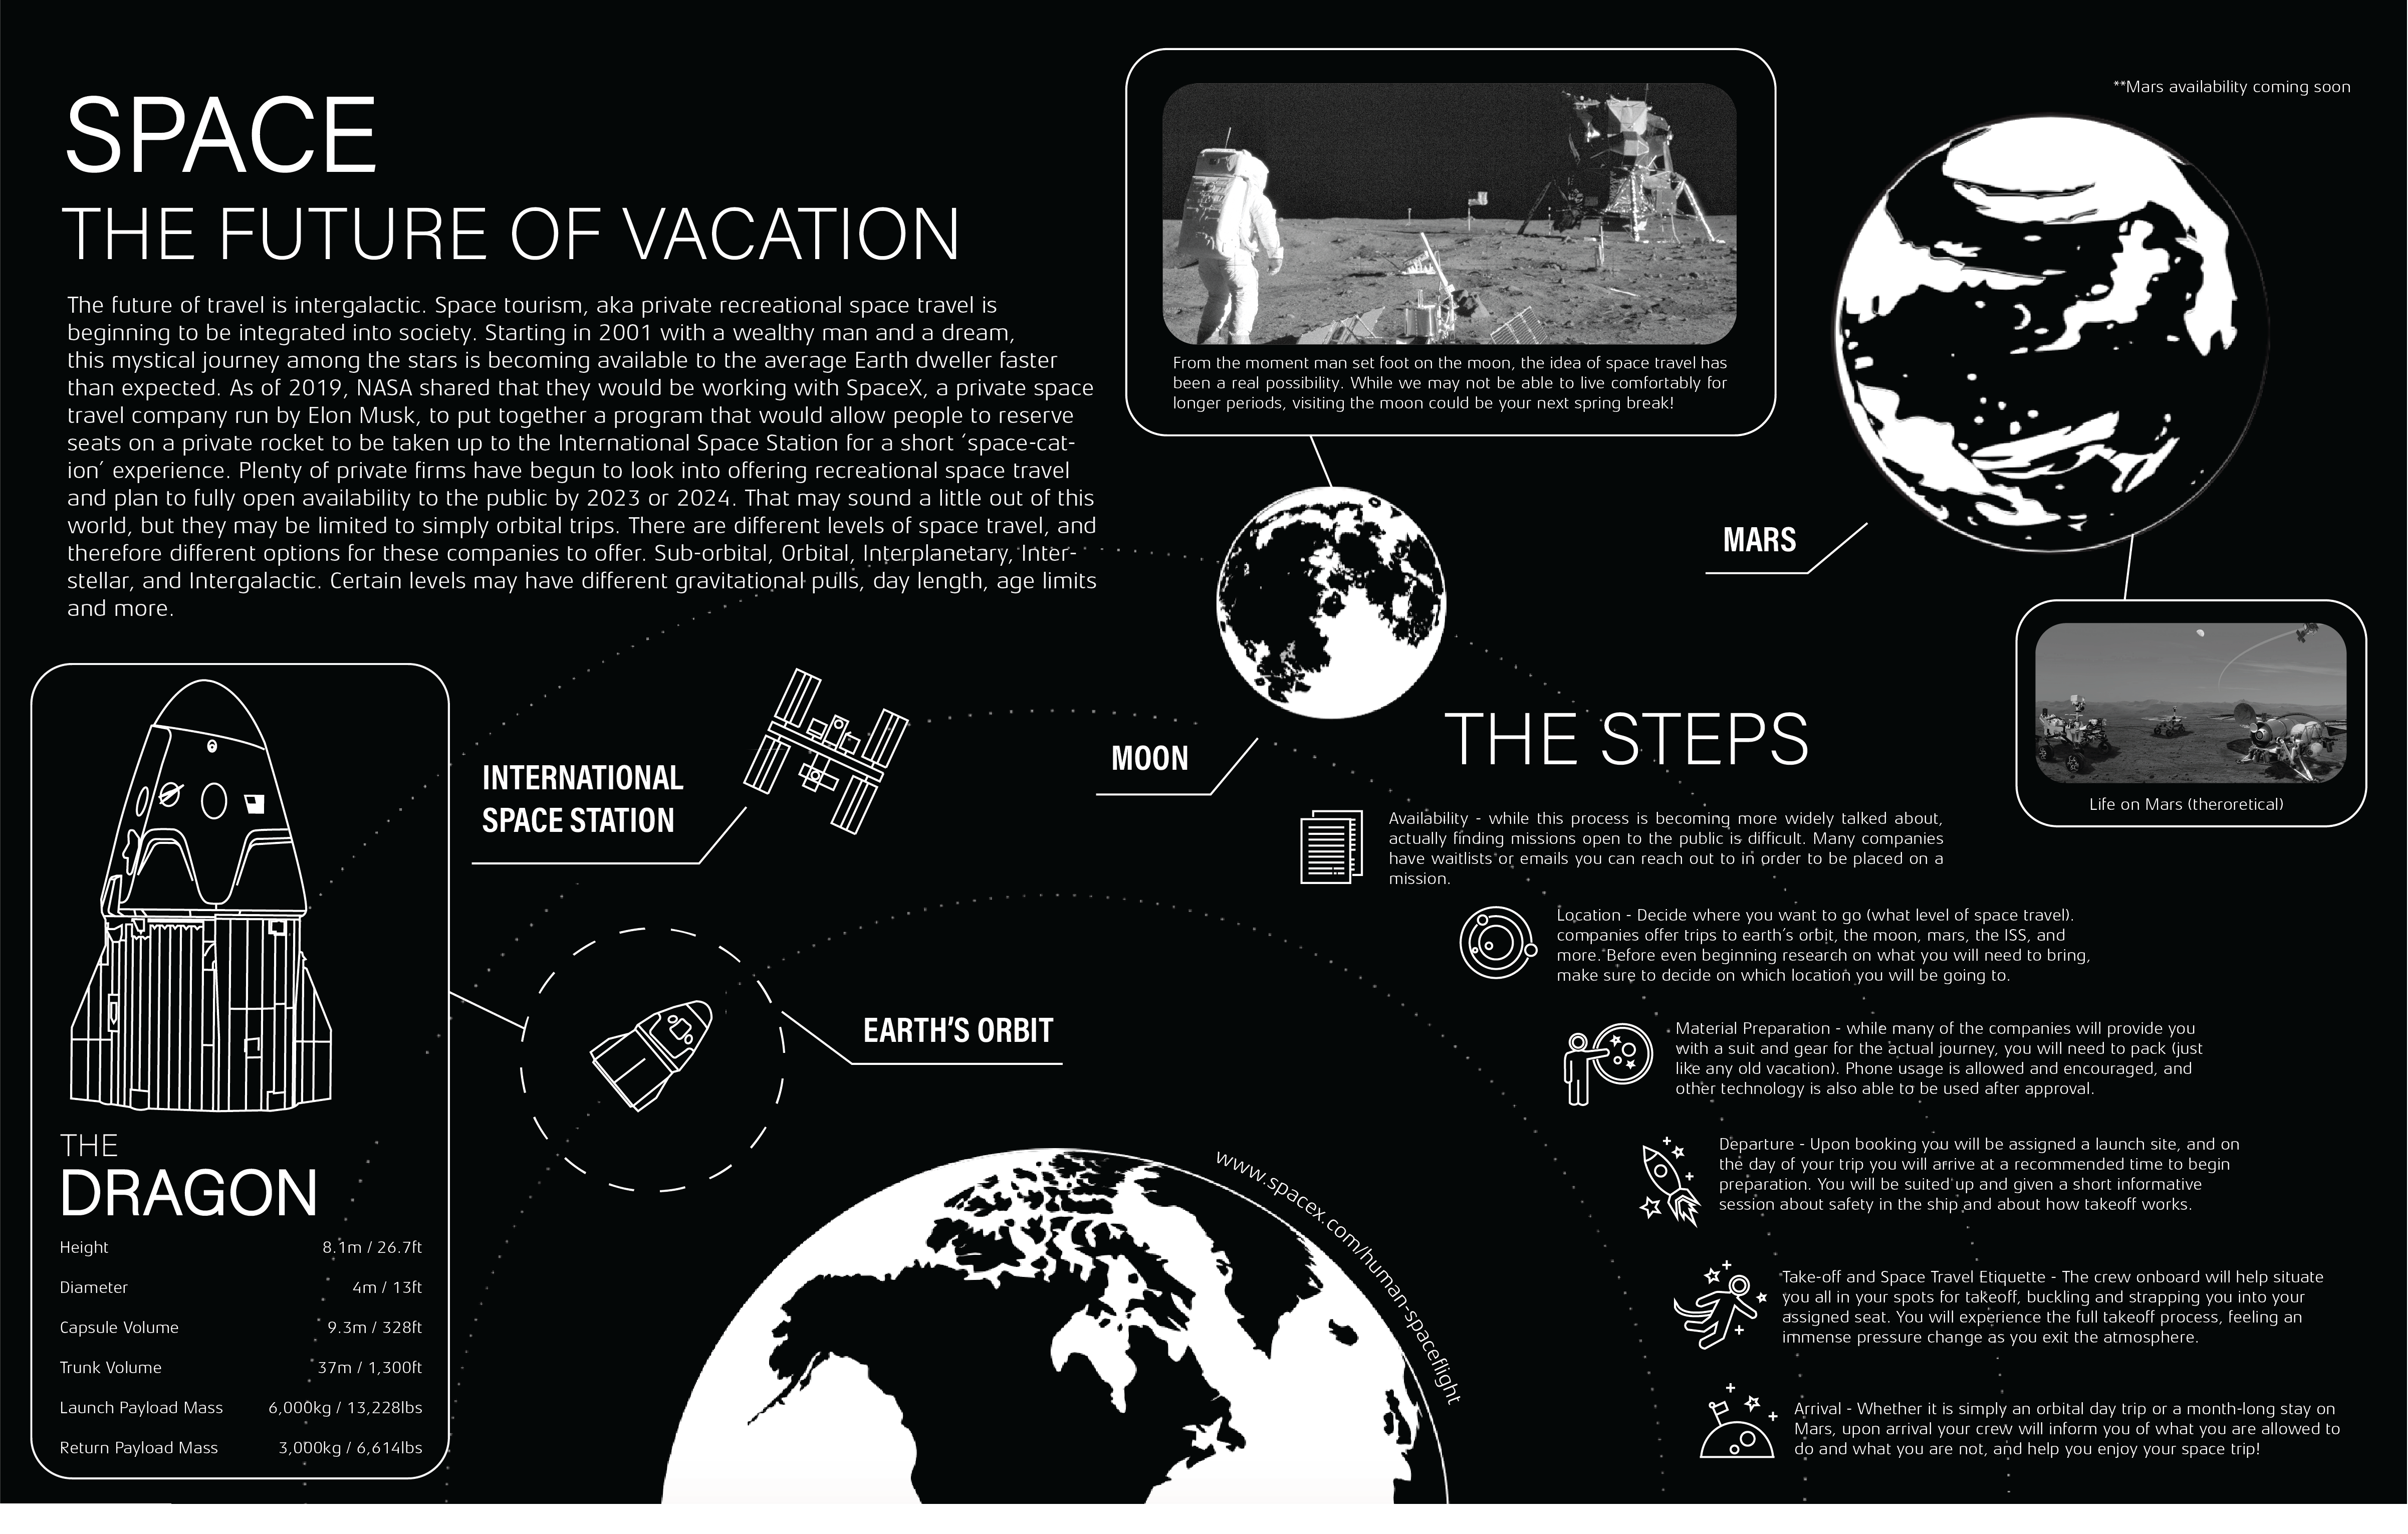 SPACE
THE FUTURE OF VACATION
The future of travel is intergalactic. Space tourism, aka private recreational space travel is
beginning to be integrated into society. Starting in 2001 with a wealthy man and a dream,
this mystical journey among the stars is becoming available to the average Earth dweller faster
than expected. As of 2019, NASA shared that they would be working with SpaceX, a private space
travel company run by Elon Musk, to put together a program that would allow people to reserve
seats on a private rocket to be taken up to the International Space Station for a short ‘space-cat-
ion’ experience. Plenty of private firms have begun to look into offering recreational space travel
and plan to fully open availability to the public by 2023 or 2024. That may sound a little out of this
world, but they may be limited to simply orbital trips. There are different levels of space travel, and
therefore different options for these companies to offer. Sub-orbital, Orbital, Interplanetary, Inter-
stellar, and Intergalactic. Certain levels may have different gravitational pulls, day length, age limits
and more.
From the moment man set foot on the moon, the idea of space travel has
been a real possibility. While we may not be able to live comfortably for
longer periods, visiting the moon could be your next spring break!
**Mars availability coming soon
MARS
Life on Mars (theroretical)
MOON
INTERNATIONAL
SPACE STATION
EARTH’S ORBIT
THE
DRAGON
Height 8.1m / 26.7ft
Diameter 4m / 13ft
Capsule Volume 9.3m / 328ft
Trunk Volume 37m / 1,300ft
Launch Payload Mass 6,000kg / 13,228lbs
Return Payload Mass 3,000kg / 6,614lbs
www.spacex.com/human-spaceflight
THE STEPS
Availability - while this process is becoming more widely talked about,
actually finding missions open to the public is difficult. Many companies
have waitlists or emails you can reach out to in order to be placed on a
mission.
Location - Decide where you want to go (what level of space travel).
companies offer trips to earth’s orbit, the moon, mars, the ISS, and
more. Before even beginning research on what you will need to bring,
make sure to decide on which location you will be going to.
Material Preparation - while many of the companies will provide you
with a suit and gear for the actual journey, you will need to pack (just
like any old vacation). Phone usage is allowed and encouraged, and
other technology is also able to be used after approval.
Departure - Upon booking you will be assigned a launch site, and on
the day of your trip you will arrive at a recommended time to begin
preparation. You will be suited up and given a short informative
session about safety in the ship and about how takeoff works.
Take-off and Space Travel Etiquette - The crew onboard will help situate
you all in your spots for takeoff, buckling and strapping you into your
assigned seat. You will experience the full takeoff process, feeling an
immense pressure change as you exit the atmosphere.
Arrival - Whether it is simply an orbital day trip or a month-long stay on
Mars, upon arrival your crew will inform you of what you are allowed to
do and what you are not, and help you enjoy your space trip!